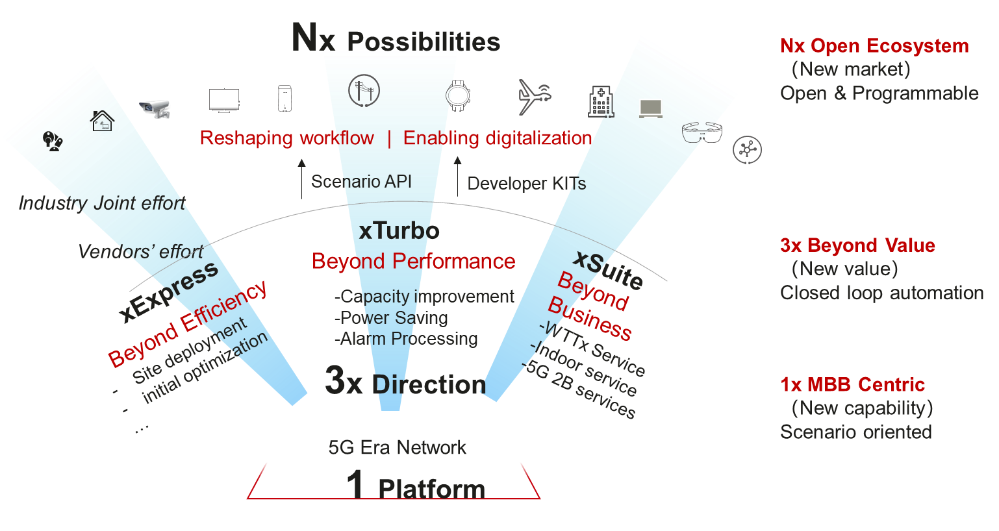 Nx Possibilities
Reshaping workflow | Enabling digitalization
Scenario API
Developer KITs
Industry Joint effort
Vendors’ effort
xExpress
Beyond Efficiency
- Site deployment
- initial optimization
...
xTurbo
Beyond Performance
-Capacity improvement
-Power Saving
-Alarm Processing
xSuite
Beyond
Business
-WTTx Service
-Indoor service
-5G 2B services
3x Direction
5G Era Network
1 Platform
Nx Open Ecosystem
（New market）
Open & Programmable
3x Beyond Value
（New value）
Closed loop automation
1x MBB Centric
（New capability）
Scenario oriented